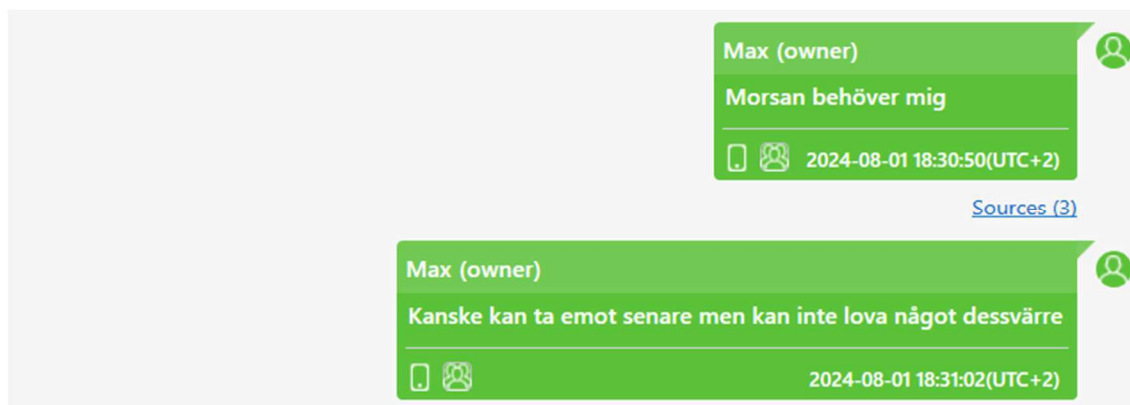 Max (owner)
Morsan behöver mig
2024-08-01 18:30:50(UTC+2)
Sources (3)
Max (owner)
Kanske kan ta emot senare men kan inte lova något dessvärre
2024-08-01 18:31:02(UTC+2)